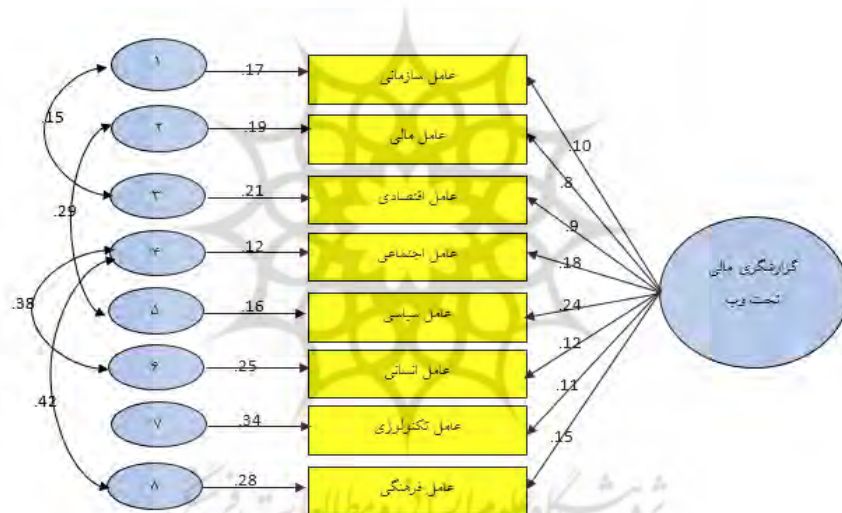 ۱ .17 عامل سازمانی .10
۲ .19 عامل مالی .8
.15
۳ .21 عامل اقتصادی .9
.29
۴ .12 عامل اجتماعی .18
گزارشگری مالی
تحت وب
.38
۵ .16 عامل سیاسی .24
۶ .25 عامل انسانی .12
.42
۷ .34 عامل تکنولوژی .11
۸ .28 عامل فرهنگی .15